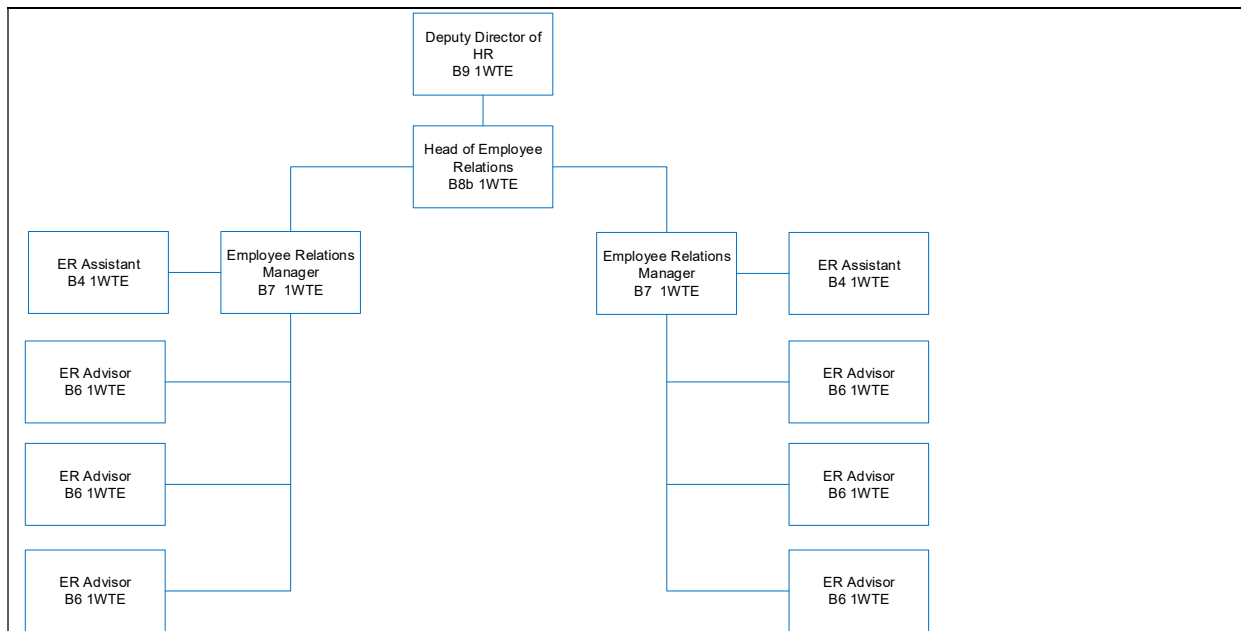 Deputy Director of
HR
B9 1WTE
Head of Employee
Relations
B8b 1WTE
ER Assistant
B4 1WTE
Employee Relations
Manager
B7  1WTE
Employee Relations
Manager
B7  1WTE
ER Assistant
B4 1WTE
ER Advisor
B6 1WTE
ER Advisor
B6 1WTE
ER Advisor
B6 1WTE
ER Advisor
B6 1WTE
ER Advisor
B6 1WTE
ER Advisor
B6 1WTE